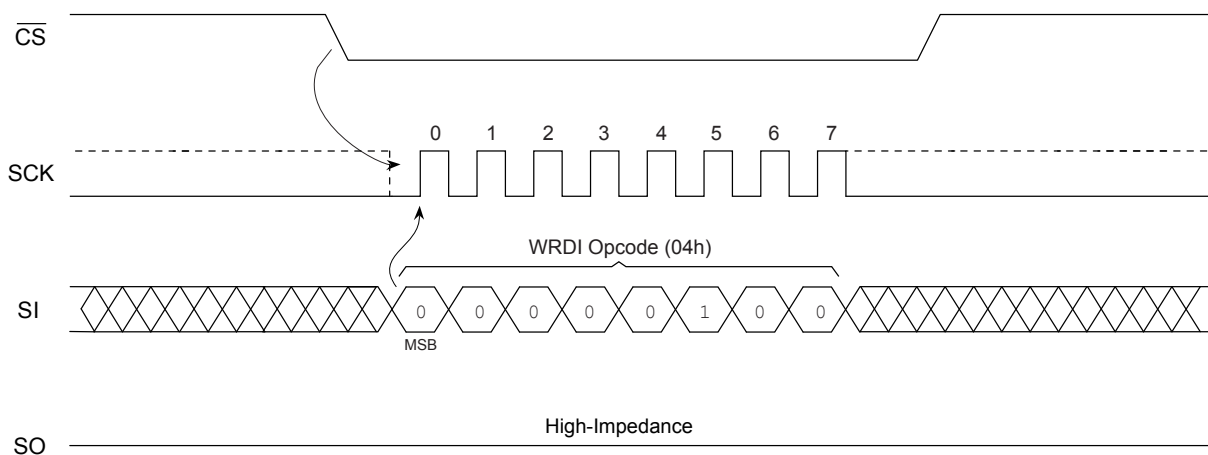 CS
0 1 2 3 4 5 6 7
SCK
WRDI Opcode (04h)
SI 0 0 0 0 0 1 0 0
MSB
High-Impedance
SO